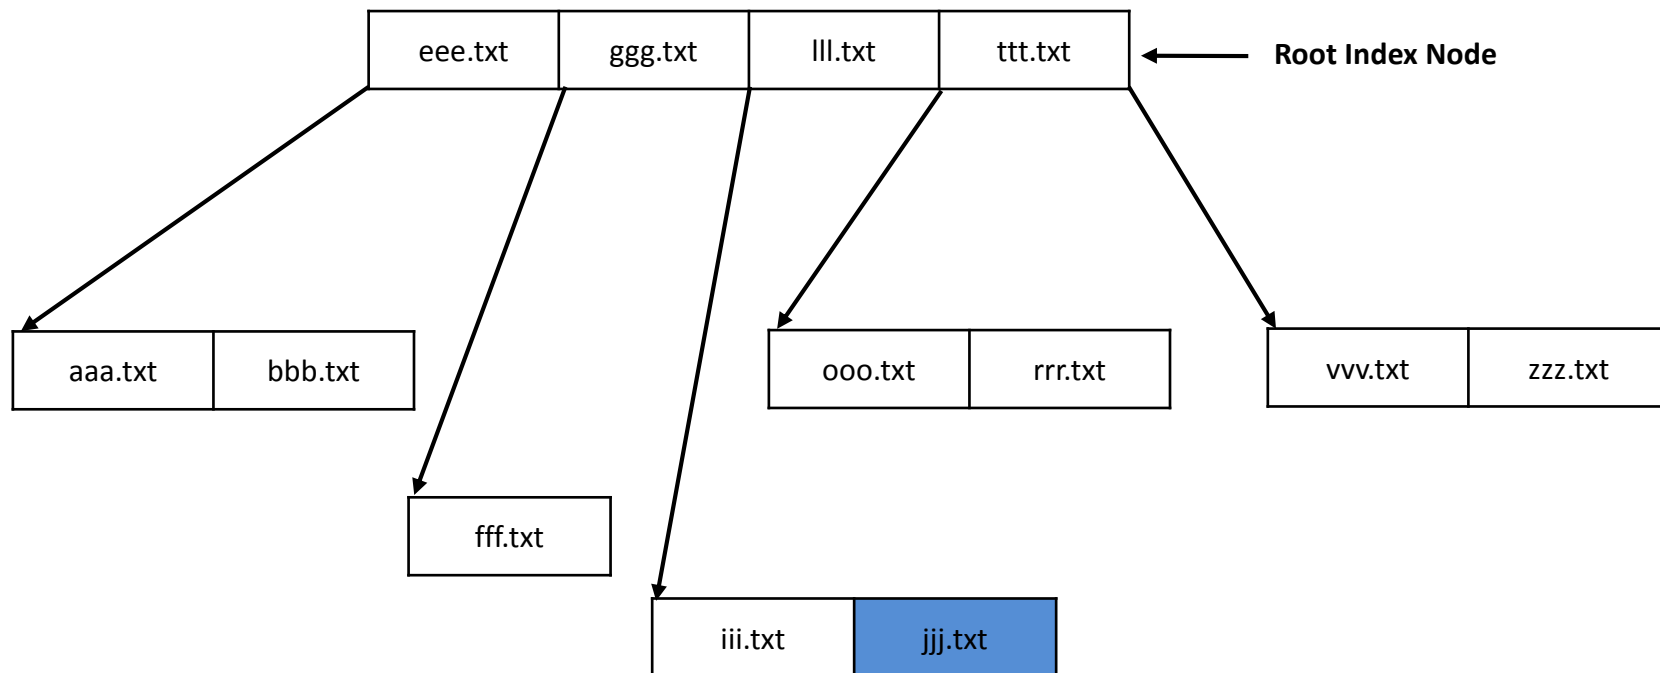 eee.txt ggg.txt lll.txt ttt.txt Root Index Node
aaa.txt bbb.txt ooo.txt rrr.txt vvv.txt zzz.txt
fff.txt
iii.txt jjj.txt